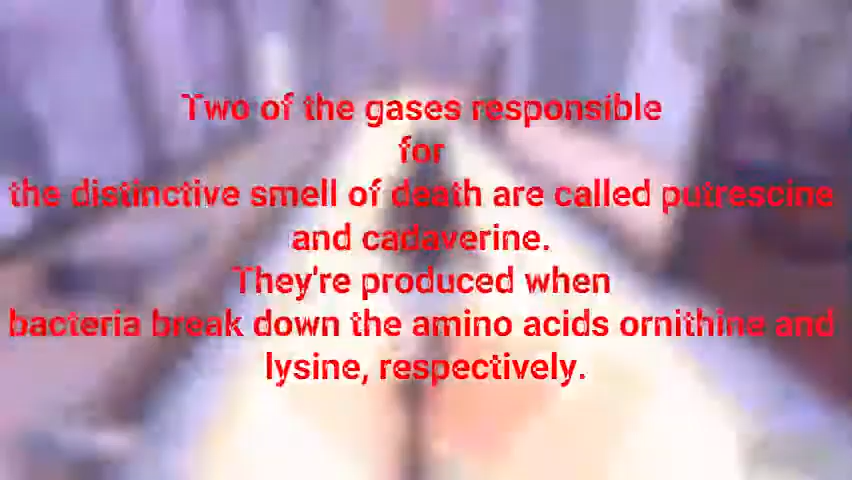 Two of the gases responsible
for
the distinctive smell of death are called putrescine
and cadaverine.
They're produced when
bacteria break down the amino acids ornithine and
lysine, respectively.